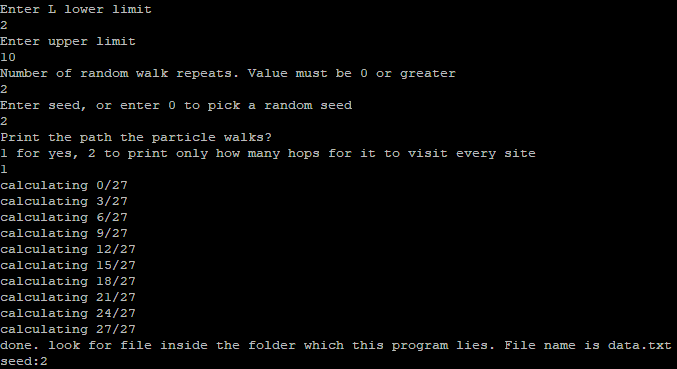 Enter L lower limit
2
Enter upper limit
10
Number of random walk repeats. Value must be 0 or greater
2
Enter seed, or enter 0 to pick a random seed
2
Print the path the particle walks?
1 for yes, 2 to print only how many hops for it to visit every site
1
calculating 0/27
calculating 3/27
calculating 6/27
calculating 9/27
calculating 12/27
calculating 15/27
calculating 18/27
calculating 21/27
calculating 24/27
calculating 27/27
done. look for file inside the folder which this program lies. File name is data.txt
seed:2